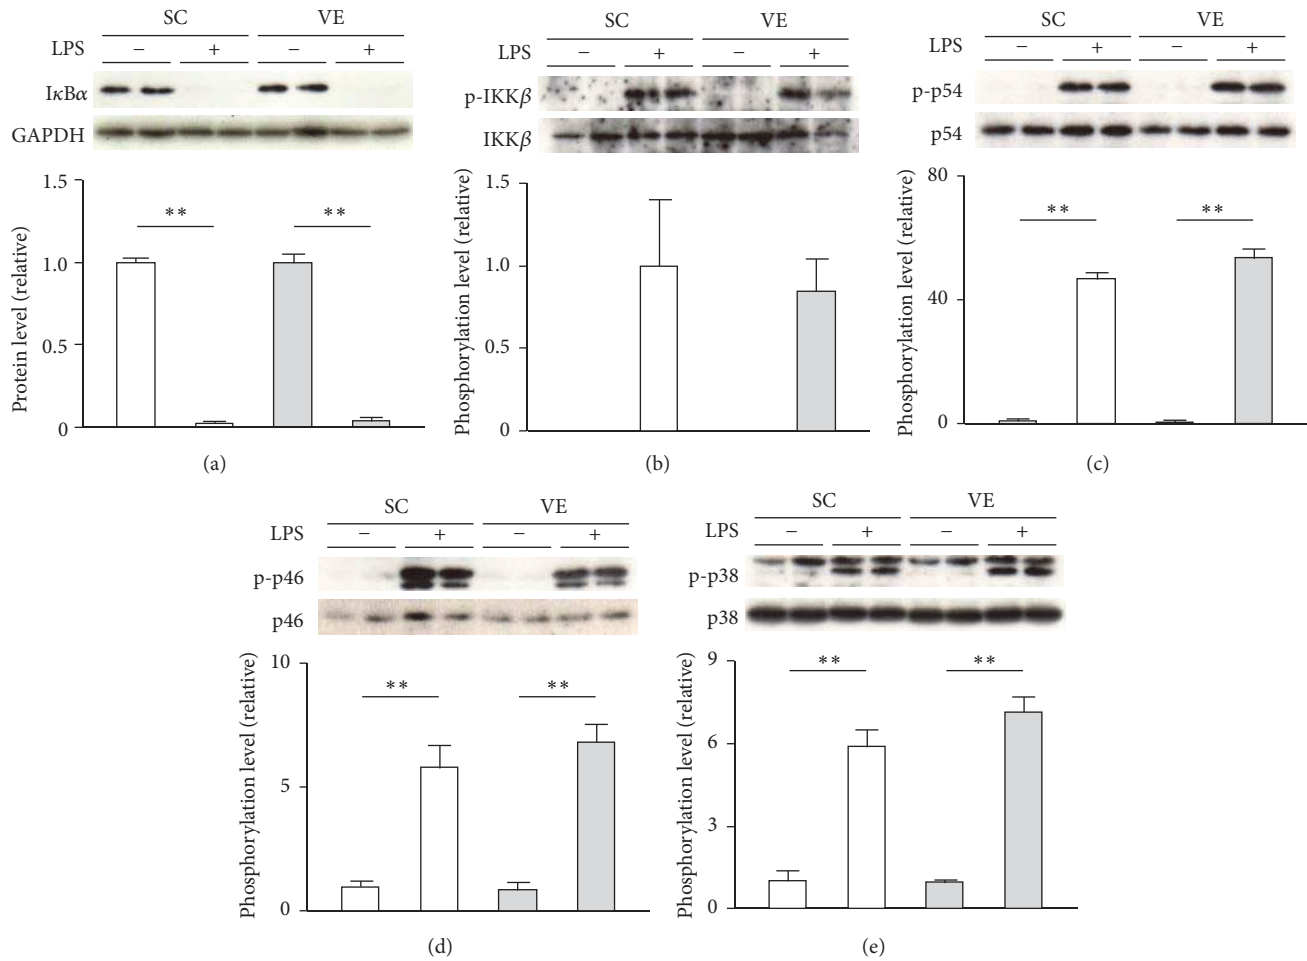 SC VE
LPS − + − +
IκBα
GAPDH
Protein level (relative)
1.5
1.0
0.5
0
** **
(a)
SC VE
LPS − + − +
p-IKKβ
IKKβ
Phosphorylation level (relative)
1.5
1.0
0.5
0
(b)
SC VE
LPS − + − +
p-p54
p54
Phosphorylation level (relative)
80
40
0
** **
(c)
SC VE
LPS − + − +
p-p46
p46
Phosphorylation level (relative)
10
5
0
** **
(d)
SC VE
LPS − + − +
p-p38
p38
Phosphorylation level (relative)
9
6
3
0
** **
(e)